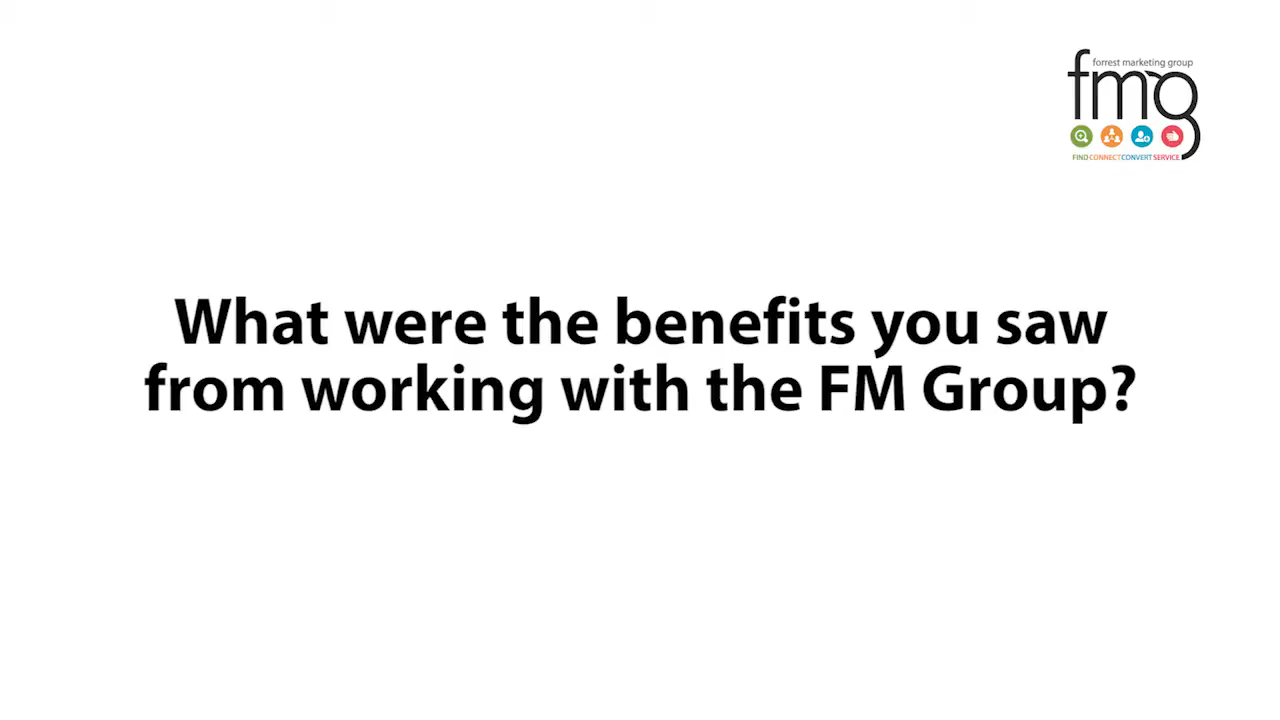 forrest marketing group
fmg
FIND CONNECT CONVERT SERVICE
What were the benefits you saw
from working with the FM Group?